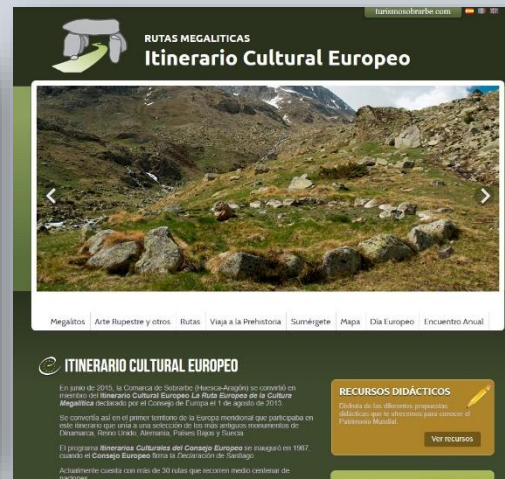 turismosobrarbe.com
RUTAS MEGALITICAS
Itinerario Cultural Europeo
Megalitos Arte Rupestre y otros Rutas Viaja a la Prehistoria Sumérgete Mapa Día Europeo Encuentro Anual
ITINERARIO CULTURAL EUROPEO
En junio de 2015, la Comarca de Sobrarbe (Huesca-Aragón) se convirtió en
miembro del Itinerario Cultural Europeo La Ruta Europea de la Cultura
Megalítica declarado por el Consejo de Europa el 1 de agosto de 2013.
Se convertía así en el primer territorio de la Europa meridional que participaba en
este itinerario que unía a una selección de los más antiguos monumentos de
Dinamarca, Reino Unido, Alemania, Países Bajos y Suecia.
El programa Itinerarios Culturales del Consejo Europeo se inauguró en 1987,
cuando el Consejo Europeo firma la Declaración de Santiago.
Actualmente cuenta con más de 30 rutas que recorren medio centenar de
naciones
RECURSOS DIDÁCTICOS
Disfruta de las diferentes propuestas
didácticas que te ofrecemos para conocer el
Patrimonio Mundial.
Ver recursos